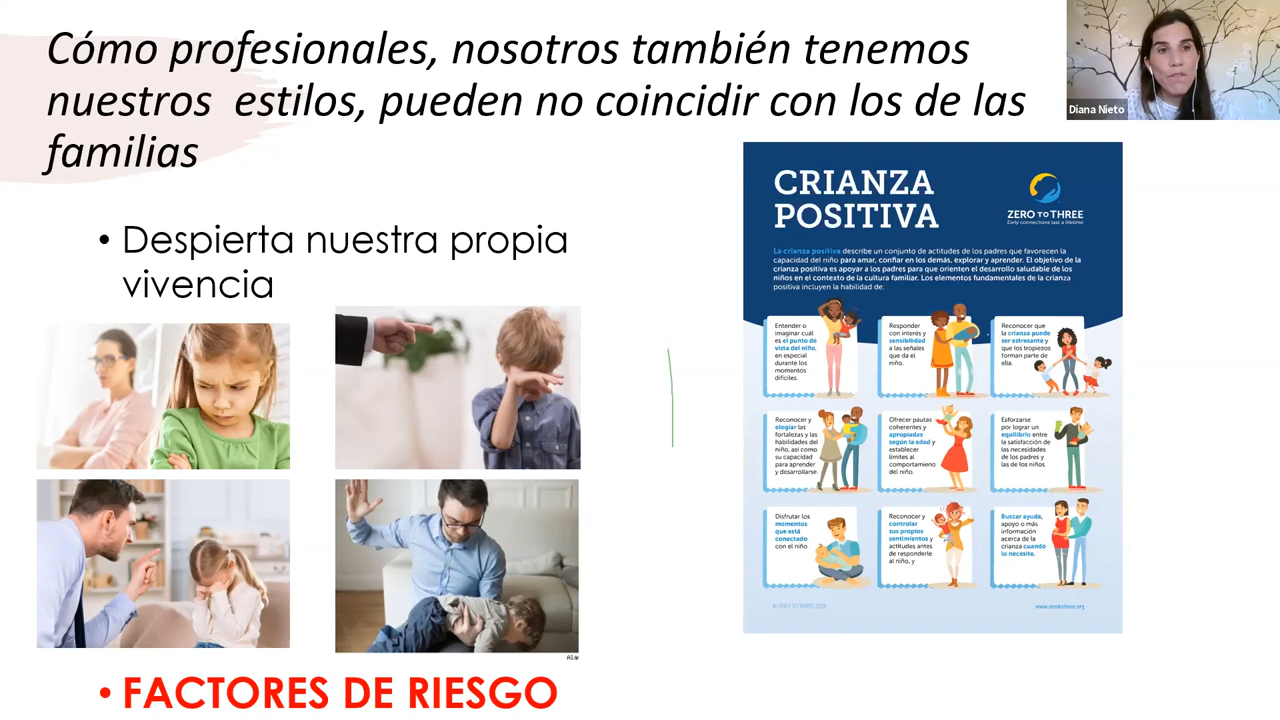 Cómo profesionales, nosotros también tenemos
nuestros estilos, pueden no coincidir con los de las
familias
Diana Nieto
• Despierta nuestra propia
vivencia
CRIANZA
POSITIVA
ZERO TO THREE
Early connections last a lifetime.
La crianza positiva describe un conjunto de actitudes de los padres que favorecen la
capacidad del niño para amar, confiar en los demás, explorar y aprender. El objetivo de la
crianza positiva es apoyar a los padres para que orienten el desarrollo saludable de los
niños en el contexto de la cultura familiar. Los elementos fundamentales de la crianza
positiva incluyen la habilidad de:
Entender o
imaginar cuál
es el punto de
vista del niño,
en especial
durante los
momentos
difíciles.
Responder
con interés y
sensibilidad
a las señales
que da el
niño.
Reconocer que
la crianza puede
ser estresante y
que los tropiezos
forman parte de
ella.
Reconocer y
elogiar las
fortalezas y las
habilidades del
niño, así como
su capacidad
para aprender
y desarrollarse.
Ofrecer pautas
coherentes y
apropiadas
según la edad y
establecer
límites al
comportamiento
del niño.
Esforzarse
por lograr un
equilibrio entre
la satisfacción de
las necesidades
de los padres y
las de los niños.
Disfrutar los
momentos
que está
conectado
con el niño
Reconocer y
controlar
sus propios
sentimientos y
actitudes antes
de responderle
al niño, y
Buscar ayuda,
apoyo o más
información
acerca de la
crianza cuando
lo necesite.
www.zerotothree.org
• FACTORES DE RIESGO